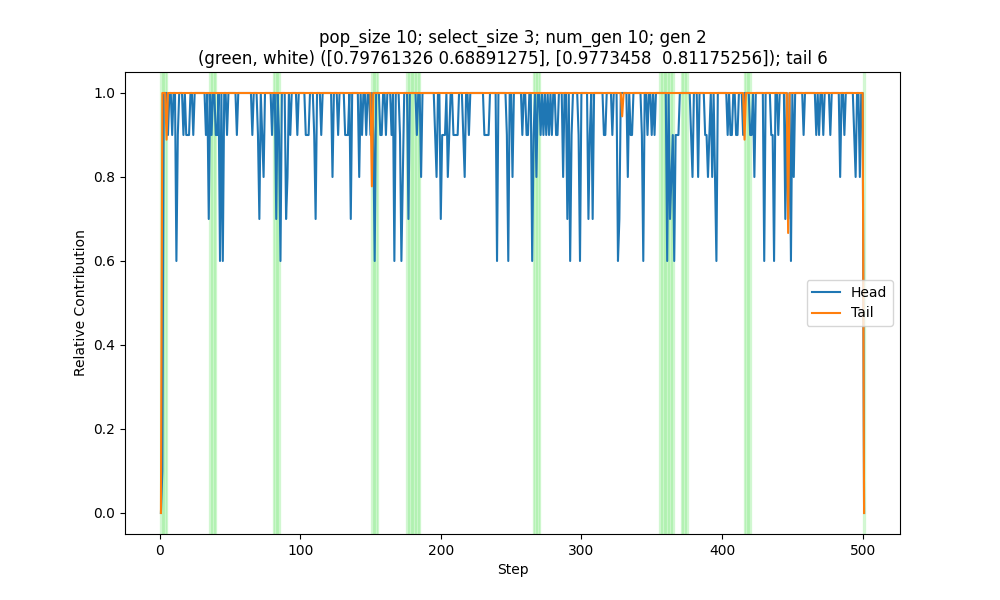 pop_size 10; select_size 3; num_gen 10; gen 2
(green, white) ([0.79761326 0.68891275], [0.9773458  0.81175256]); tail 6
1.0
0.8
0.6
0.4
0.2
0.0
Relative Contribution
Head
Tail
0
100
200
300
400
500
Step